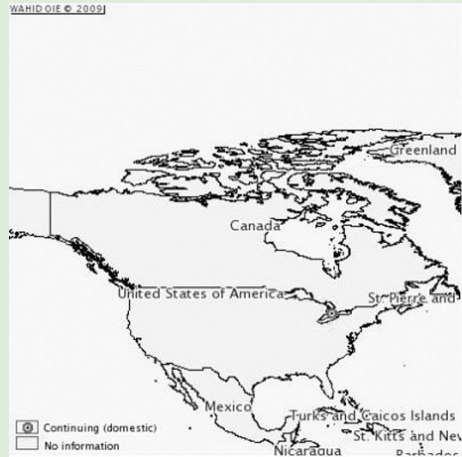 WAHID OIE © 2009
Greenland
Canada
United States of America
St. Pierre and
Mexico
Turks and Caicos Islands
St. Kitts and Nev
Nicaragua
Barbados
Continuing (domestic)
No information